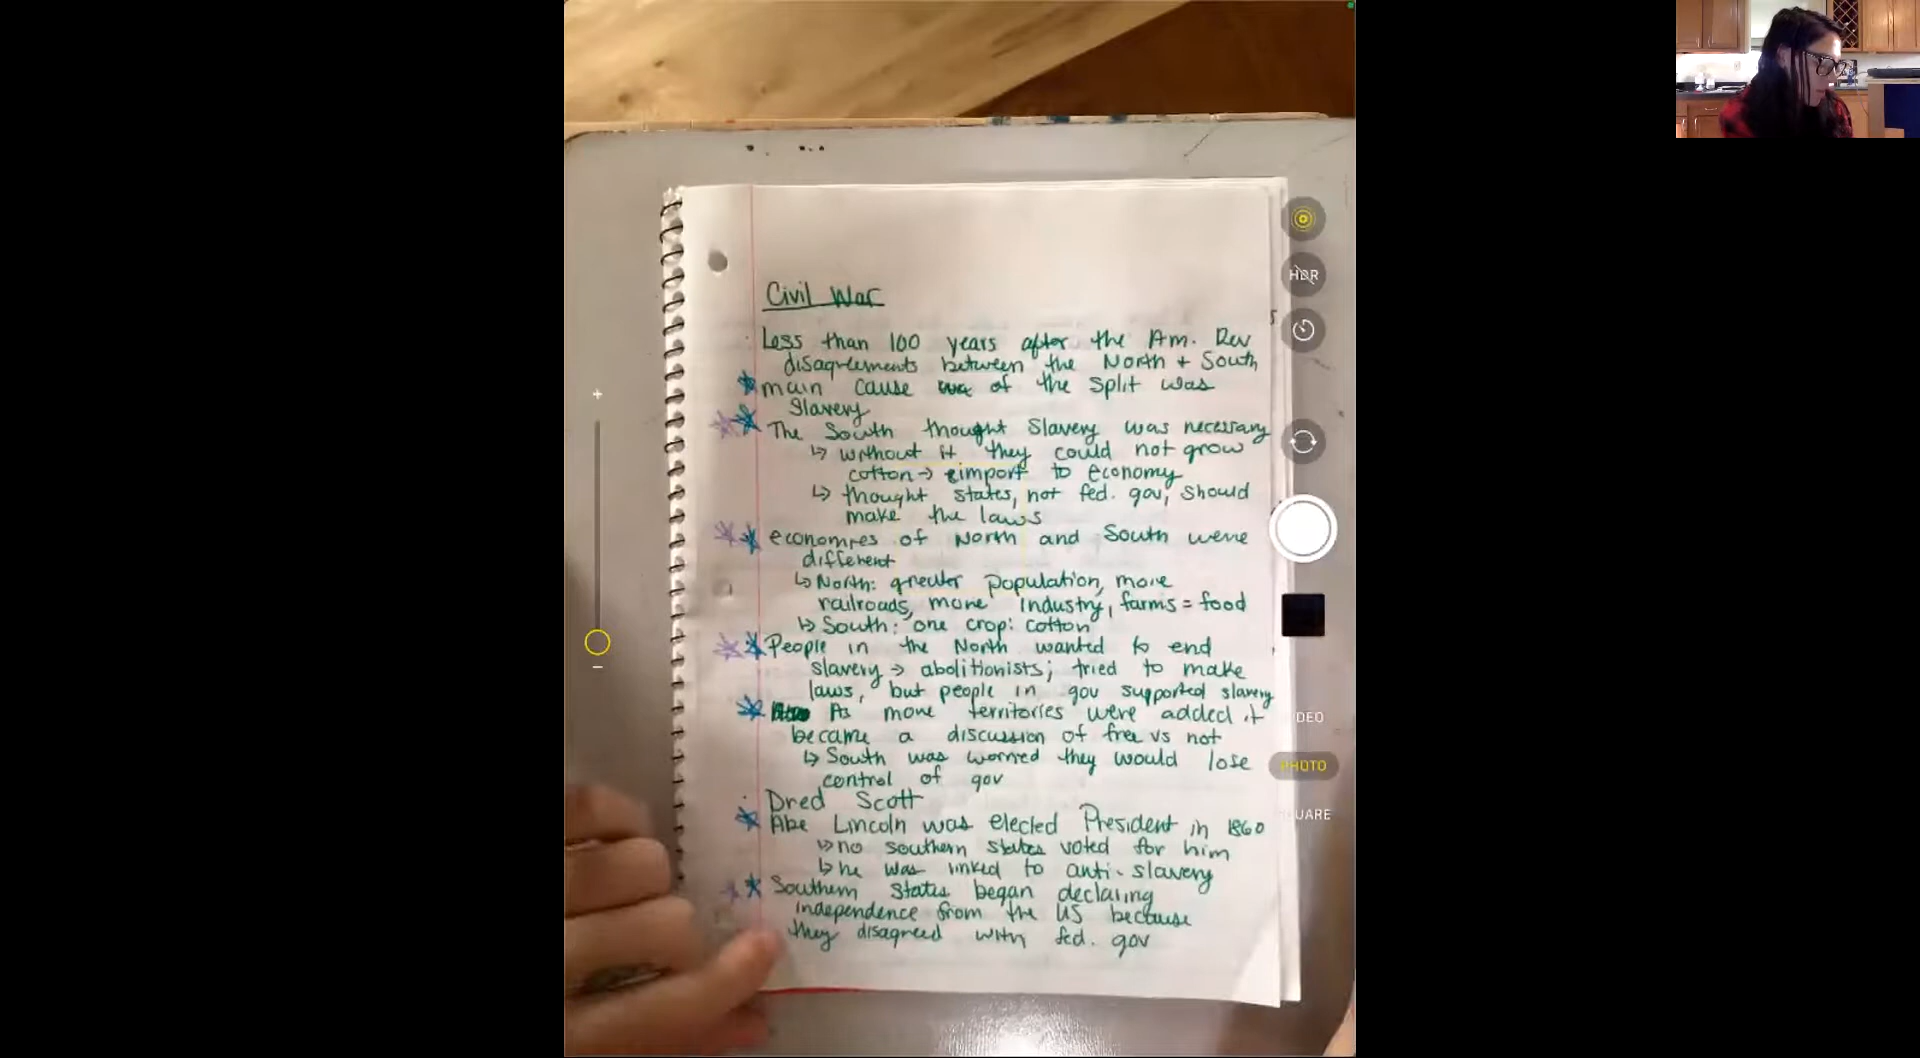 Civil War
Less than 100 years after the Am. Rev
disagreements between the North + South
main cause of the split was
slavery
The South thought slavery was necessary
↳ without it they could not grow
cotton → import to economy
↳ thought states, not fed. gov, should
make the laws
economies of North and South were
different
↳ North: greater population, more
railroads, more industry, farms = food
↳ South: one crop: cotton
People in the North wanted to end
slavery → abolitionists; tried to make
laws, but people in gov supported slavery
As more territories were added it
became a discussion of free vs not
↳ South was worried they would lose
control of gov
Dred Scott
Abe Lincoln was elected President in 1860
↳ no southern states voted for him
↳ he was linked to anti-slavery
Southern states began declaring
independence from the US because
they disagreed with fed. gov
HDR
DEO
PHOTO
UARE